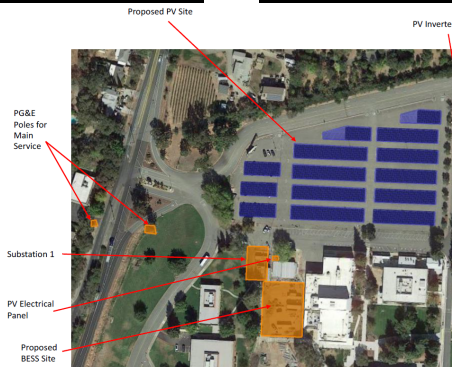 Proposed PV Site
PV Inverte
PG&E
Poles for
Main
Service
Substation 1
PV Electrical
Panel
Proposed
BESS Site